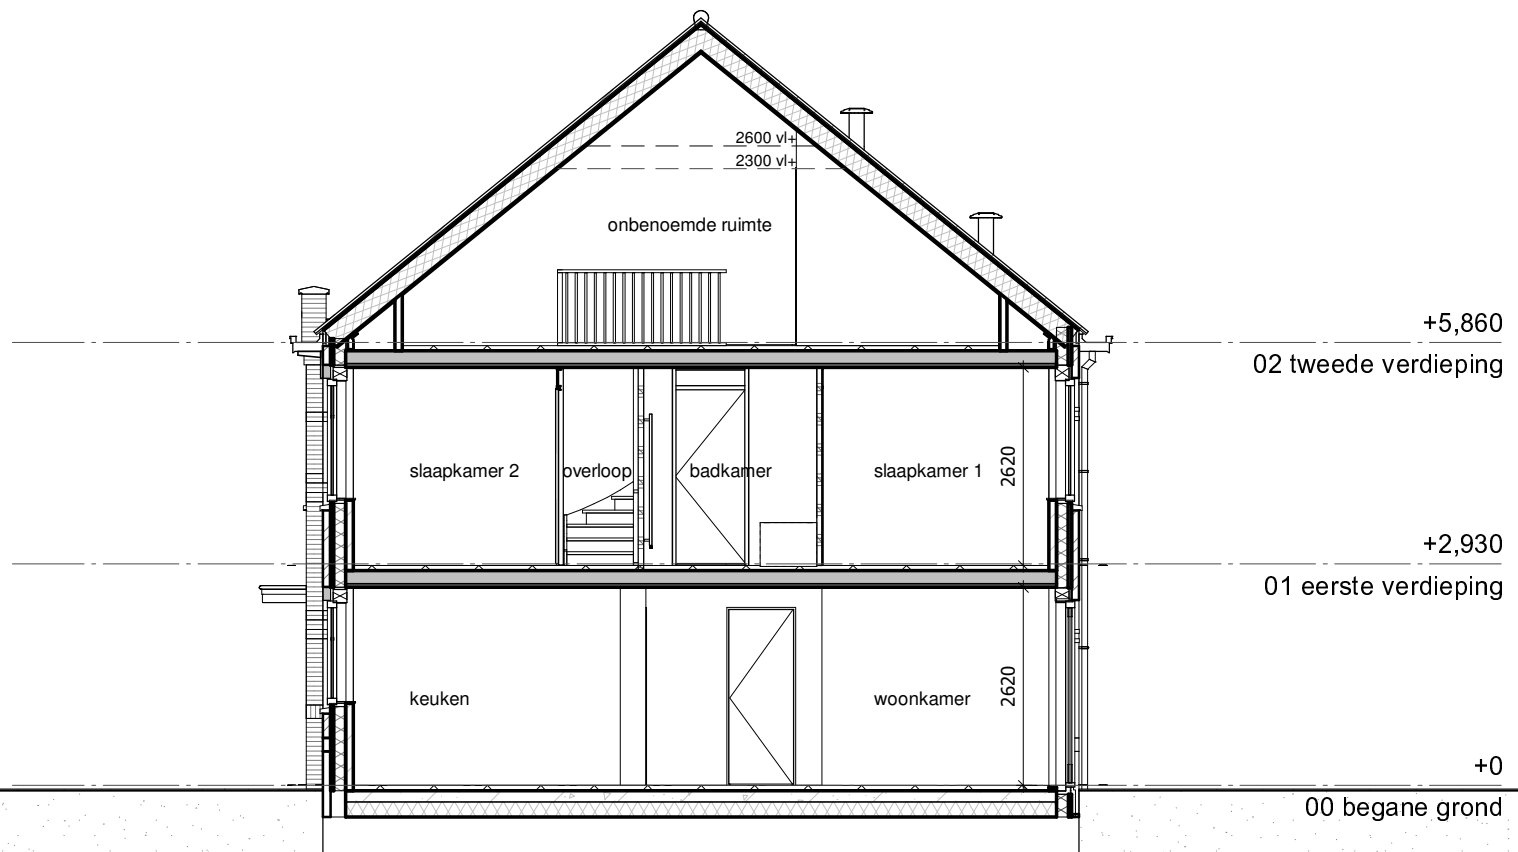 2600 vl+
2300 vl+
onbenoemde ruimte
+5,860
02 tweede verdieping
slaapkamer 2
overloop
badkamer
slaapkamer 1
2620
+2,930
01 eerste verdieping
keuken
woonkamer
2620
+0
00 begane grond